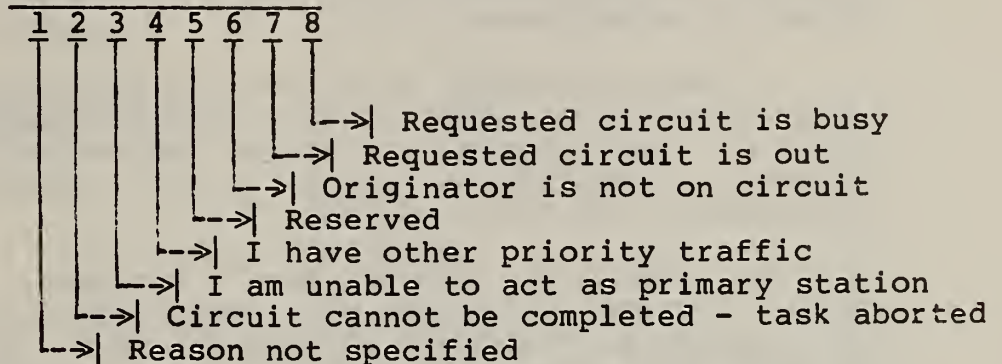 1 2 3 4 5 6 7 8
Requested circuit is busy
Requested circuit is out
Originator is not on circuit
Reserved
I have other priority traffic
I am unable to act as primary station
Circuit cannot be completed - task aborted
Reason not specified